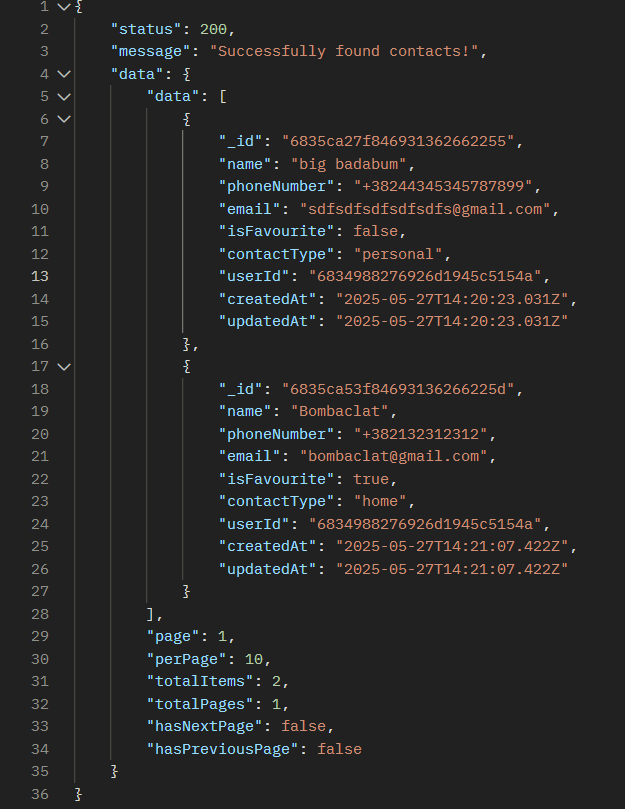 1 {
2 "status": 200,
3 "message": "Successfully found contacts!",
4 "data": {
5 "data": [
6 {
7 "_id": "6835ca27f846931362662255",
8 "name": "big badabum",
9 "phoneNumber": "+38244345345787899",
10 "email": "sdfsdfsdfsdfsdfs@gmail.com",
11 "isFavourite": false,
12 "contactType": "personal",
13 "userId": "6834988276926d1945c5154a",
14 "createdAt": "2025-05-27T14:20:23.031Z",
15 "updatedAt": "2025-05-27T14:20:23.031Z"
16 },
17 {
18 "_id": "6835ca53f84693136266225d",
19 "name": "Bombaclat",
20 "phoneNumber": "+382132312312",
21 "email": "bombaclat@gmail.com",
22 "isFavourite": true,
23 "contactType": "home",
24 "userId": "6834988276926d1945c5154a",
25 "createdAt": "2025-05-27T14:21:07.422Z",
26 "updatedAt": "2025-05-27T14:21:07.422Z"
27 }
28 ],
29 "page": 1,
30 "perPage": 10,
31 "totalItems": 2,
32 "totalPages": 1,
33 "hasNextPage": false,
34 "hasPreviousPage": false
35 }
36 }